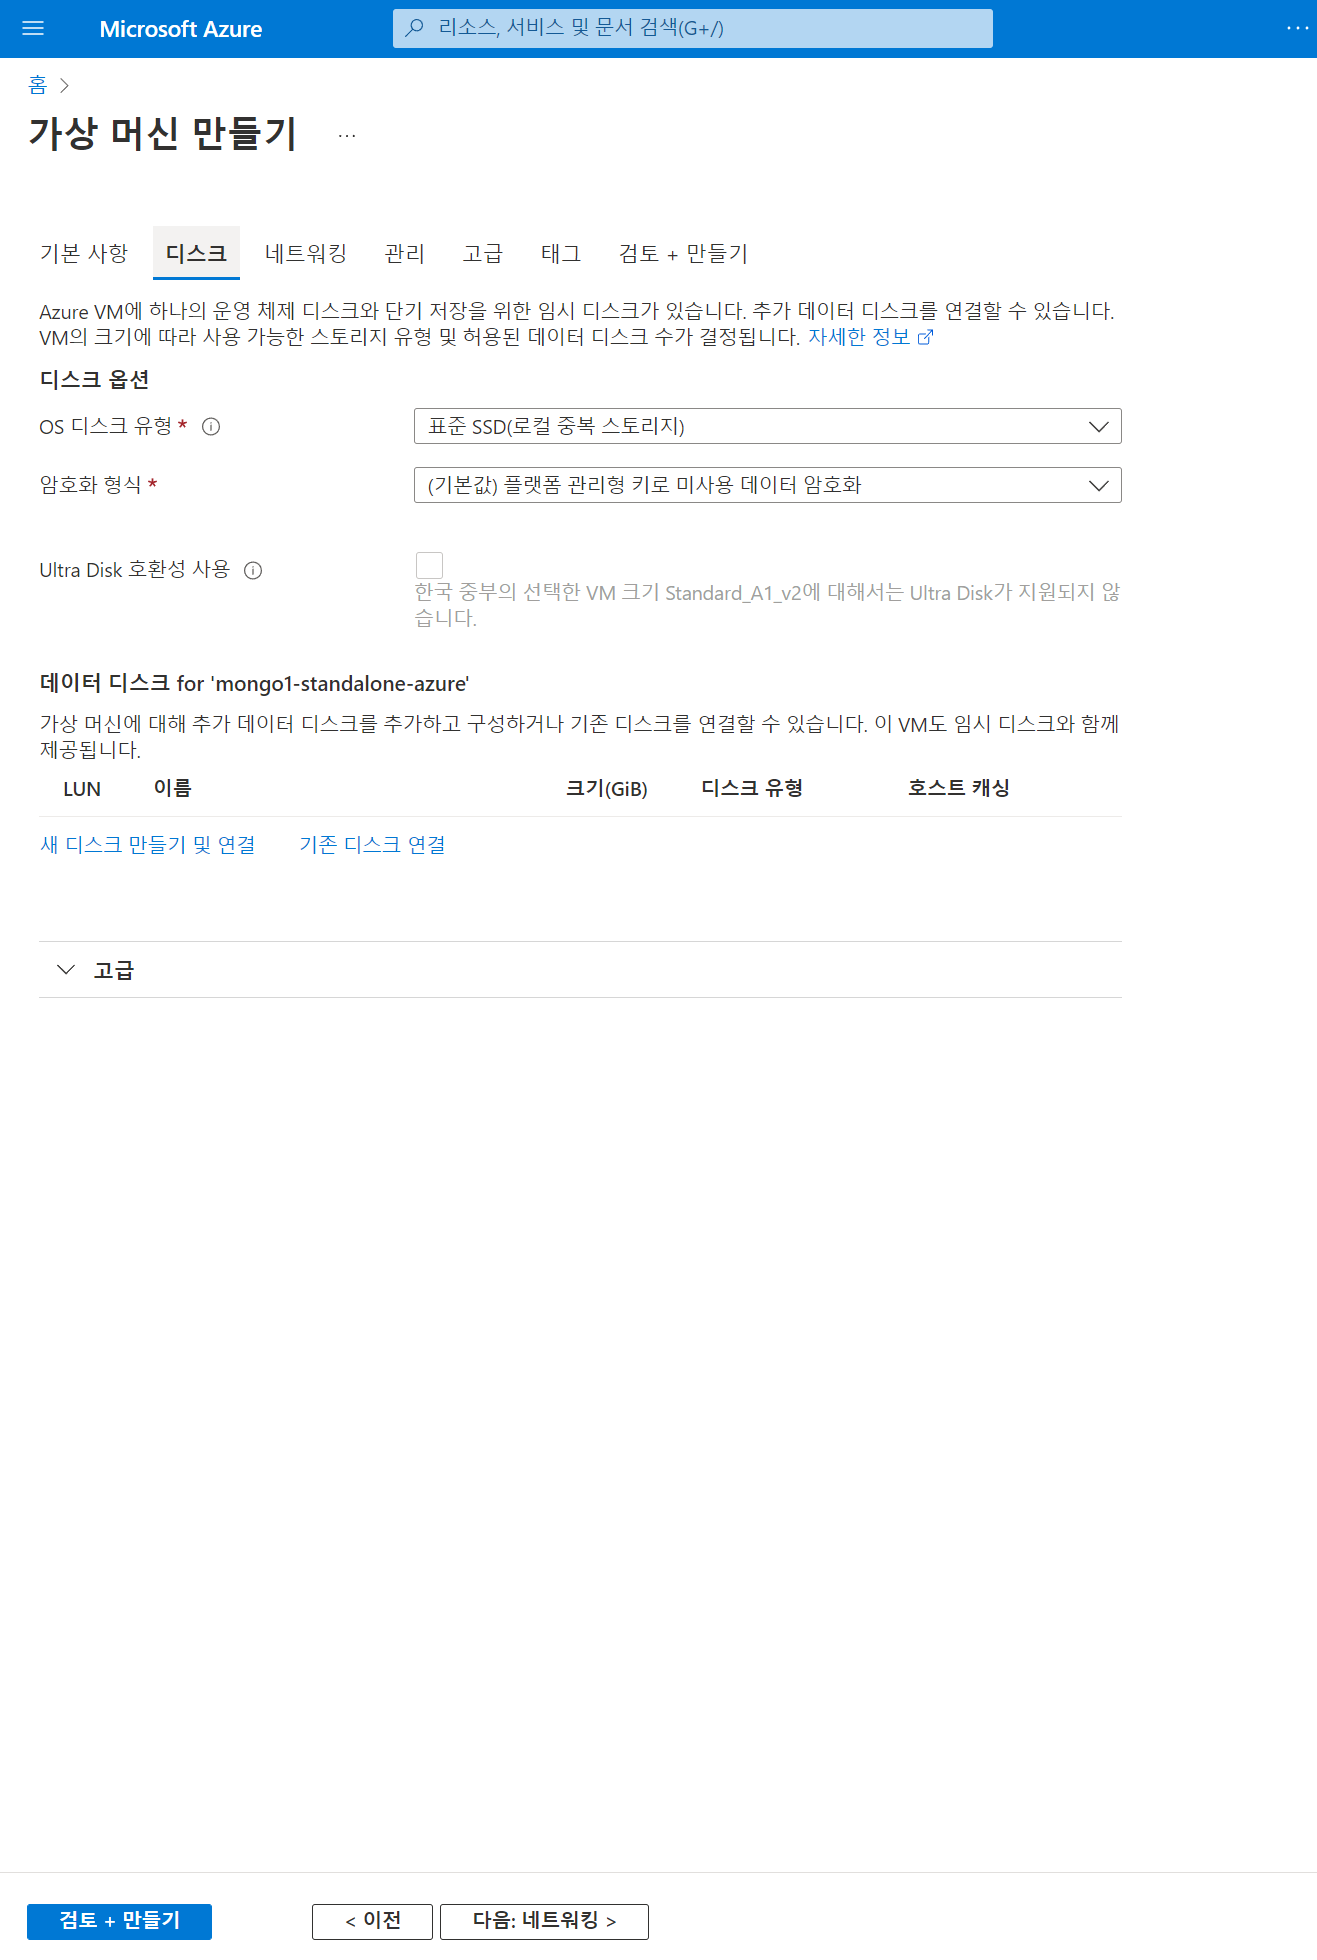 Microsoft Azure
리소스, 서비스 및 문서 검색(G+/)
홈
가상 머신 만들기
기본 사항 디스크 네트워킹 관리 고급 태그 검토 + 만들기
Azure VM에 하나의 운영 체제 디스크와 단기 저장을 위한 임시 디스크가 있습니다. 추가 데이터 디스크를 연결할 수 있습니다.
VM의 크기에 따라 사용 가능한 스토리지 유형 및 허용된 데이터 디스크 수가 결정됩니다. 자세한 정보
디스크 옵션
OS 디스크 유형 * 표준 SSD(로컬 중복 스토리지)
암호화 형식 * (기본값) 플랫폼 관리형 키로 미사용 데이터 암호화
Ultra Disk 호환성 사용
한국 중부의 선택한 VM 크기 Standard_A1_v2에 대해서는 Ultra Disk가 지원되지 않
습니다.
데이터 디스크 for 'mongo1-standalone-azure'
가상 머신에 대해 추가 데이터 디스크를 추가하고 구성하거나 기존 디스크를 연결할 수 있습니다. 이 VM도 임시 디스크와 함께
제공됩니다.
LUN 이름 크기(GiB) 디스크 유형 호스트 캐싱
새 디스크 만들기 및 연결 기존 디스크 연결
고급
검토 + 만들기 < 이전 다음: 네트워킹 >